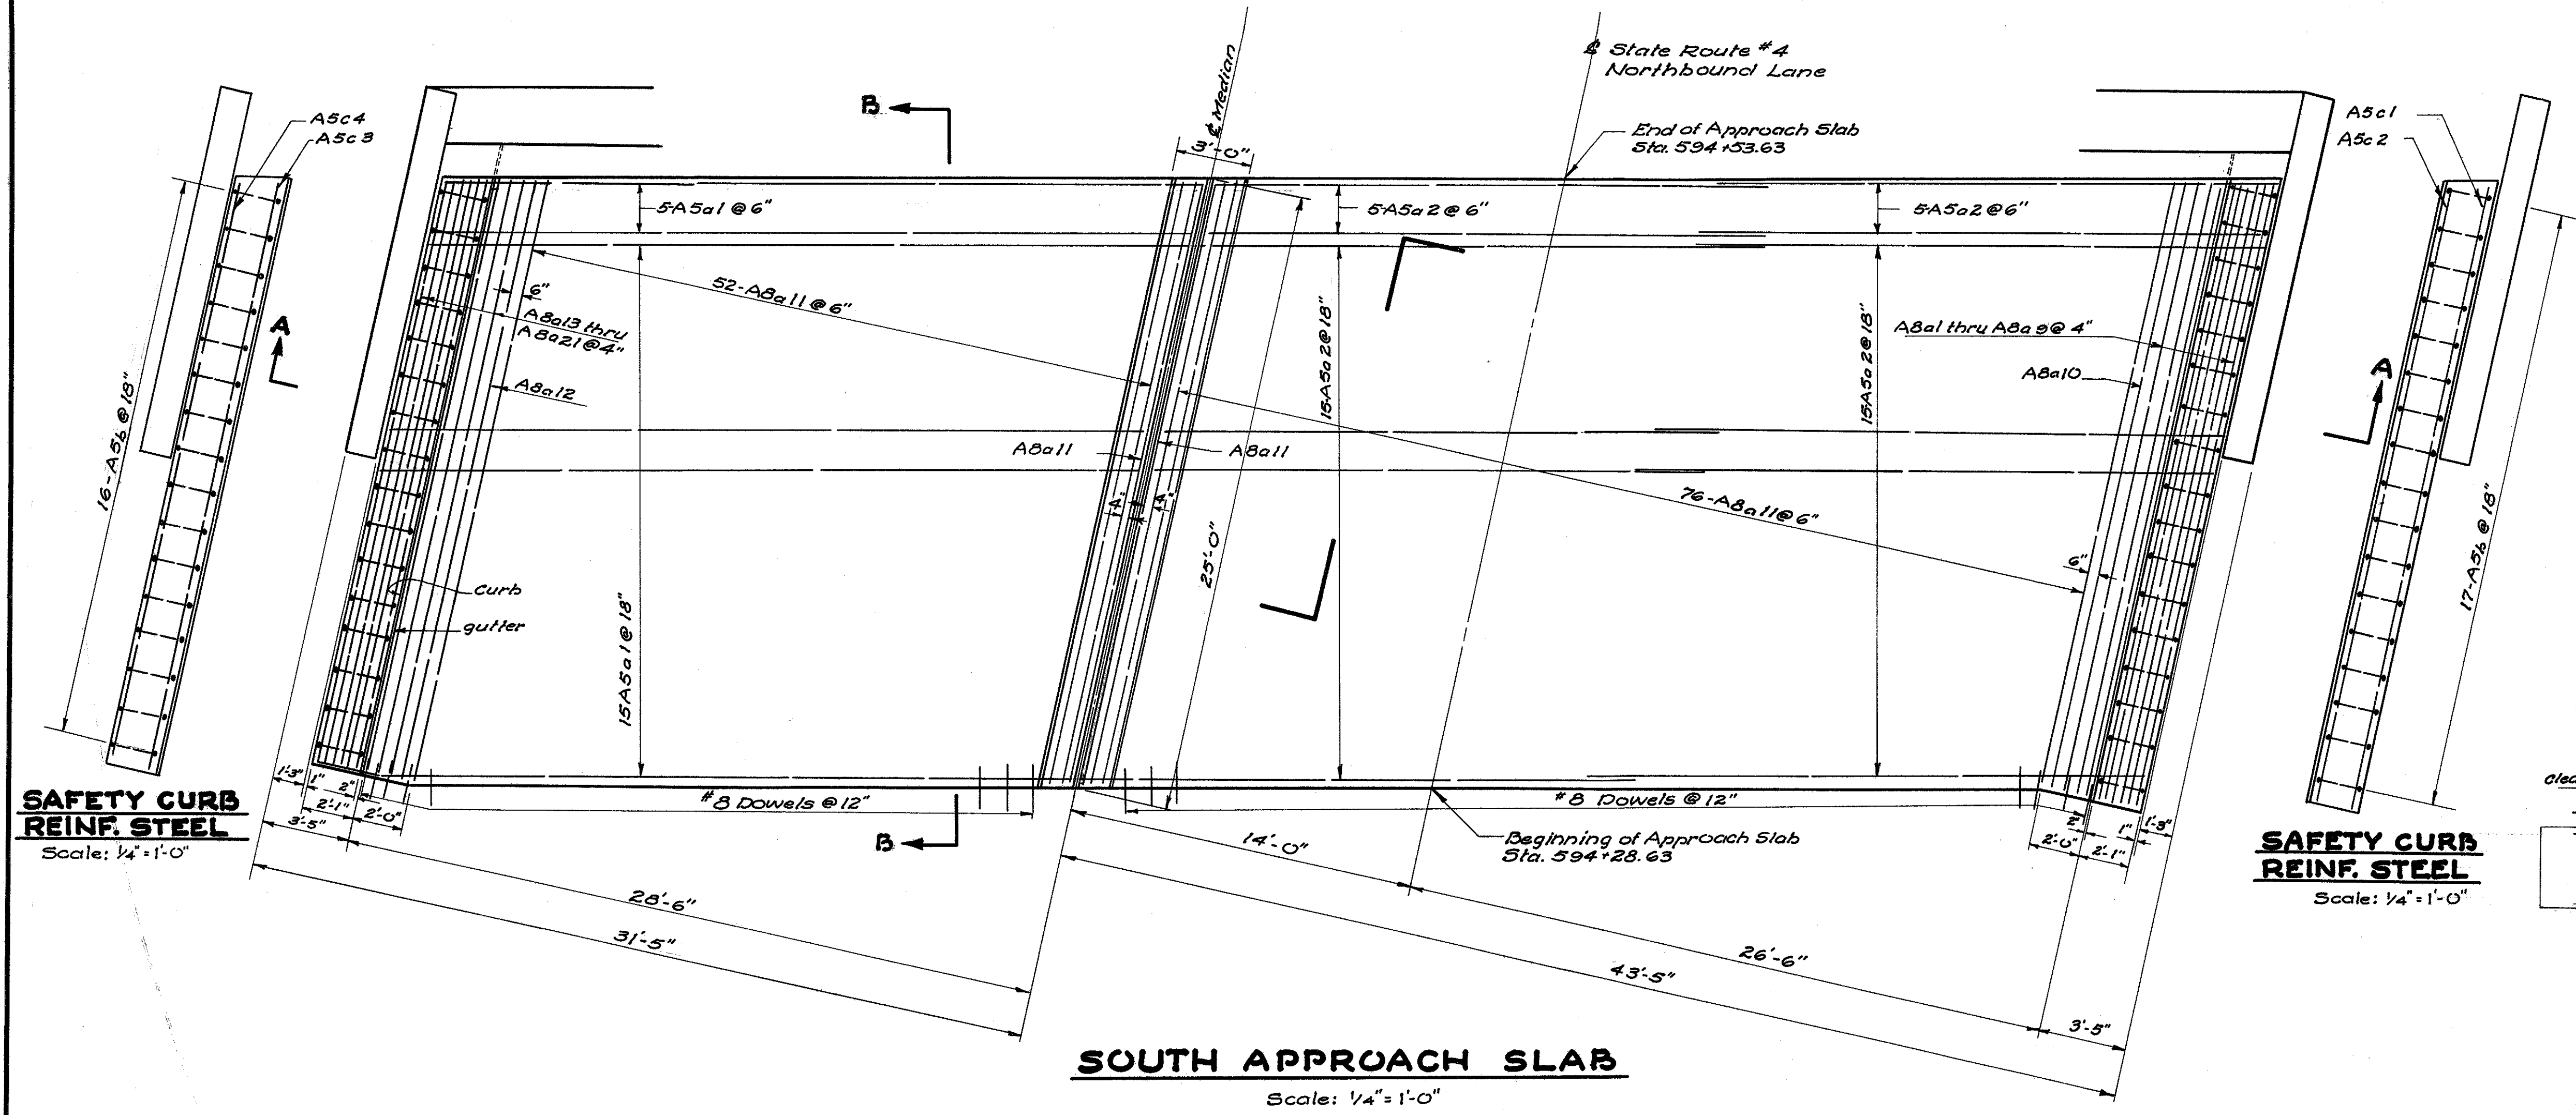 ℄ State Route #4
Northbound Lane
℄ Median
A5c4
A5c3
B
3'-0"
End of Approach Slab
Sta. 594+53.63
A5c1
A5c2
5-A5a1 @ 6"
5-A5a2 @ 6"
5-A5a2 @ 6"
52-A8a11 @ 6"
6"
A8a13 thru
A8a21 @ 4"
A
A8a12
16-A5b @ 18"
15A5a2 @ 18"
15A5a2 @ 18"
A8a1 thru A8a9 @ 4"
A8a10
A
A8a11
A8a11
4"
4"
76-A8a11 @ 6"
25'-0"
6"
17-A5b @ 18"
curb
gutter
15A5a1 @ 18"
1'-3"
1"
2"
2'-1"
2'-0"
3'-5"
#8 Dowels @ 12"
#8 Dowels @ 12"
2"
1"
1'-3"
2'-0"
2'-1"
SAFETY CURB
REINF. STEEL
Scale: 1/4" = 1'-0"
B
14'-0"
Beginning of Approach Slab
Sta. 594+28.63
SAFETY CURB
REINF. STEEL
Scale: 1/4" = 1'-0"
28'-6"
31'-5"
26'-6"
43'-5"
3'-5"
SOUTH APPROACH SLAB
Scale: 1/4" = 1'-0"